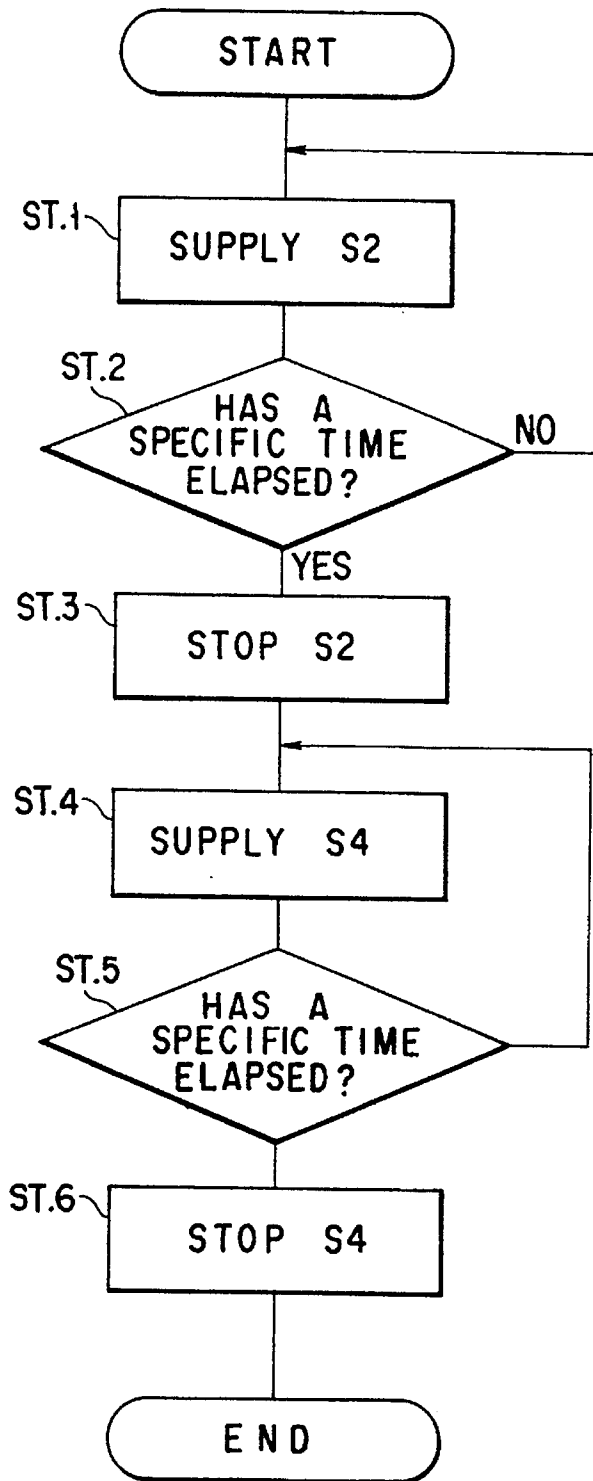 START
ST.1
SUPPLY S2
ST.2
HAS A
SPECIFIC TIME
ELAPSED?
NO
YES
ST.3
STOP S2
ST.4
SUPPLY S4
ST.5
HAS A
SPECIFIC TIME
ELAPSED?
ST.6
STOP S4
END